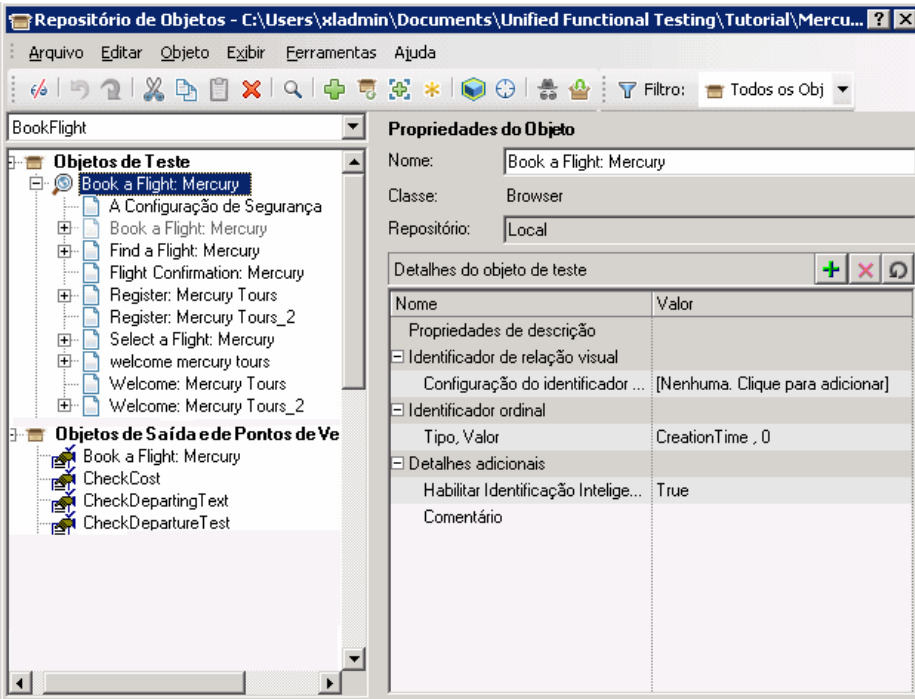 Repositório de Objetos - C:\Users\xladmin\Documents\Unified Functional Testing\Tutorial\Mercu...
Arquivo Editar Objeto Exibir Ferramentas Ajuda
Filtro: Todos os Obj
BookFlight
Objetos de Teste
Book a Flight: Mercury
A Configuração de Segurança
Book a Flight: Mercury
Find a Flight: Mercury
Flight Confirmation: Mercury
Register: Mercury Tours
Register: Mercury Tours_2
Select a Flight: Mercury
welcome mercury tours
Welcome: Mercury Tours
Welcome: Mercury Tours_2
Objetos de Saída e de Pontos de Ve
Book a Flight: Mercury
CheckCost
CheckDepartingText
CheckDepartureTest
Propriedades do Objeto
Nome: Book a Flight: Mercury
Classe: Browser
Repositório: Local
Detalhes do objeto de teste
Nome Valor
Propriedades de descrição
Identificador de relação visual
Configuração do identificador ... [Nenhuma. Clique para adicionar]
Identificador ordinal
Tipo, Valor CreationTime , 0
Detalhes adicionais
Habilitar Identificação Intelige... True
Comentário